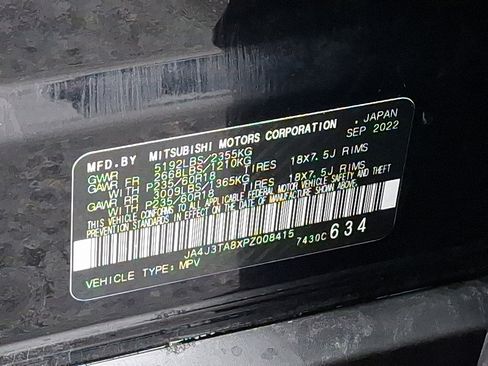 MFD.BY MITSUBISHI MOTORS CORPORATION . JAPAN
GVWR 5192LBS/2355KG SEP 2022
GAWR FR 2668LBS/1210KG
WITH P235/60R18 TIRES 18X7.5J RIMS
GAWR RR 3009LBS/1365KG
WITH P235/60R18 TIRES 18X7.5J RIMS
THIS VEHICLE CONFORMS TO ALL APPLICABLE FEDERAL MOTOR VEHICLE SAFETY AND THEFT
PREVENTION STANDARDS IN EFFECT ON THE DATE OF MANUFACTURE SHOWN ABOVE.
JA4J3TA8XPZ008415 7430C 634
VEHICLE TYPE: MPV